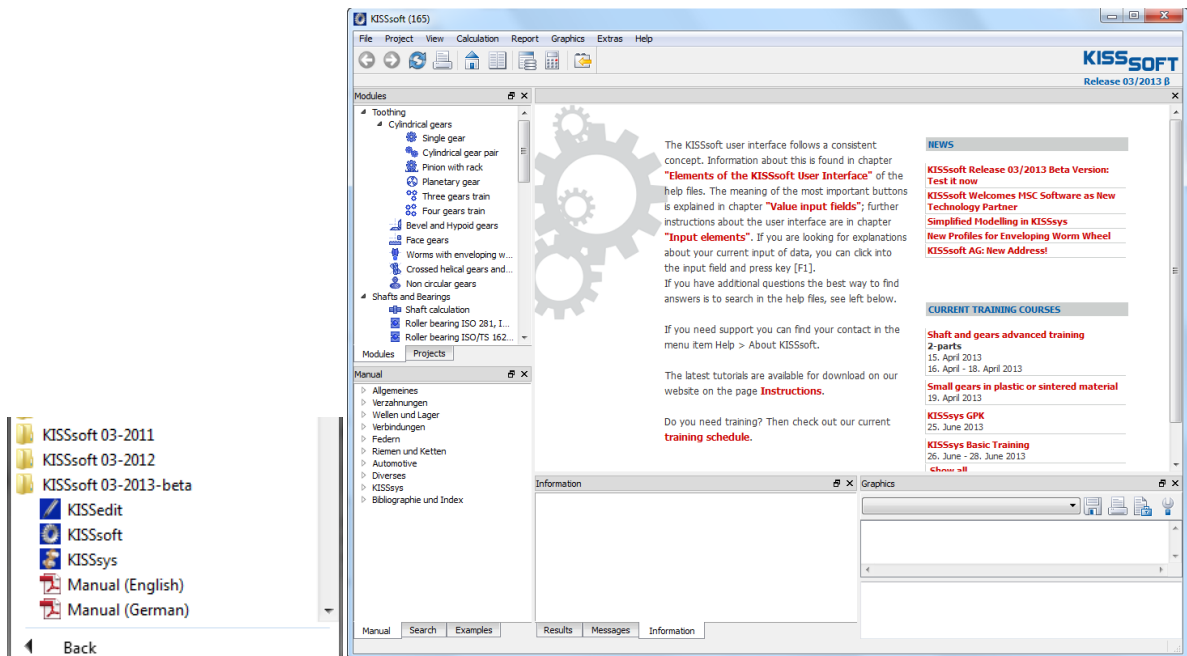 KISSsoft 03-2011
KISSsoft 03-2012
KISSsoft 03-2013-beta
KISSedit
KISSsoft
KISSsys
Manual (English)
Manual (German)
Back
KISSsoft (165)
File Project View Calculation Report Graphics Extras Help
KISSSOFT
Release 03/2013 β
Modules
Toothing
Cylindrical gears
Single gear
Cylindrical gear pair
Pinion with rack
Planetary gear
Three gears train
Four gears train
Bevel and Hypoid gears
Face gears
Worms with enveloping w...
Crossed helical gears and...
Non circular gears
Shafts and Bearings
Shaft calculation
Roller bearing ISO 281, I...
Roller bearing ISO/TS 162...
Modules Projects
Manual
Allgemeines
Verzahnungen
Wellen und Lager
Verbindungen
Federn
Riemen und Ketten
Automotive
Diverses
KISSsys
Bibliographie und Index
Manual Search Examples
The KISSsoft user interface follows a consistent
concept. Information about this is found in chapter
"Elements of the KISSsoft User Interface" of the
help files. The meaning of the most important buttons
is explained in chapter "Value input fields"; further
instructions about the user interface are in chapter
"Input elements". If you are looking for explanations
about your current input of data, you can click into
the input field and press key [F1].
If you have additional questions the best way to find
answers is to search in the help files, see left below.
If you need support you can find your contact in the
menu item Help > About KISSsoft.
The latest tutorials are available for download on our
website on the page Instructions.
Do you need training? Then check out our current
training schedule.
NEWS
KISSsoft Release 03/2013 Beta Version:
Test it now
KISSsoft Welcomes MSC Software as New
Technology Partner
Simplified Modelling in KISSsys
New Profiles for Enveloping Worm Wheel
KISSsoft AG: New Address!
CURRENT TRAINING COURSES
Shaft and gears advanced training
2-parts
15. April 2013
16. April - 18. April 2013
Small gears in plastic or sintered material
19. April 2013
KISSsys GPK
25. June 2013
KISSsys Basic Training
26. June - 28. June 2013
Show all
Information
Results Messages Information
Graphics